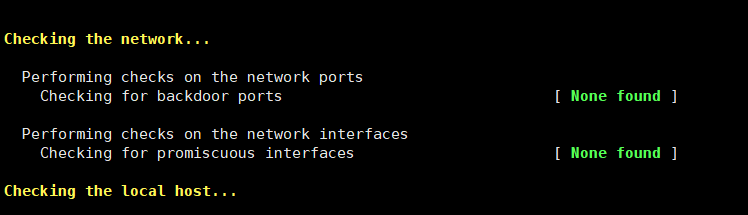 Checking the network...
Performing checks on the network ports
Checking for backdoor ports [ None found ]
Performing checks on the network interfaces
Checking for promiscuous interfaces [ None found ]
Checking the local host...